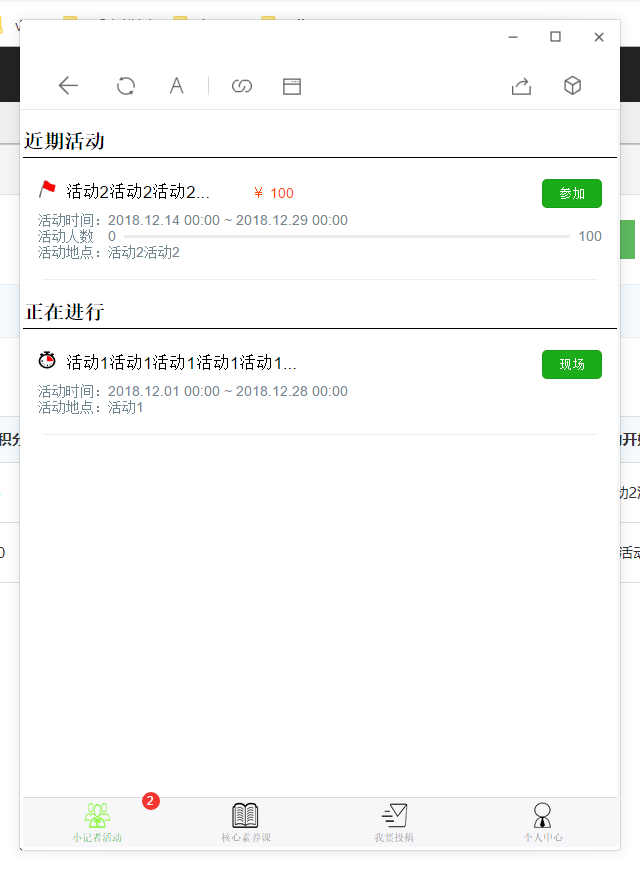 近期活动
活动2活动2活动2... ￥ 100 参加
活动时间：2018.12.14 00:00 ~ 2018.12.29 00:00
活动人数 0 100
活动地点：活动2活动2
正在进行
活动1活动1活动1活动1活动1... 现场
活动时间：2018.12.01 00:00 ~ 2018.12.28 00:00
活动地点：活动1
2
小记者活动 核心素养课 我要投稿 个人中心